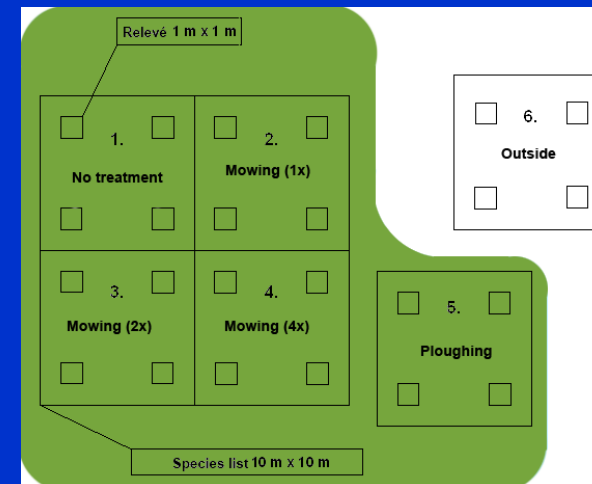 Relevé 1 m x 1 m
1.
No treatment
2.
Mowing (1x)
6.
Outside
3.
Mowing (2x)
4.
Mowing (4x)
5.
Ploughing
Species list 10 m x 10 m